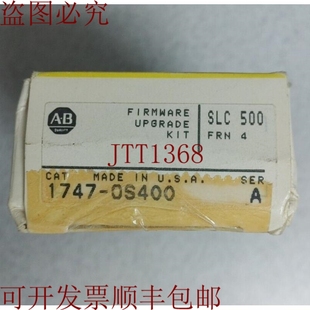 盗图必究
A-B
QUALITY
FIRMWARE
UPGRADE
KIT
SLC 500
FRN 4
JTT1368
CAT MADE IN U.S.A. SER
1747-OS400 A
可开发票顺丰包邮